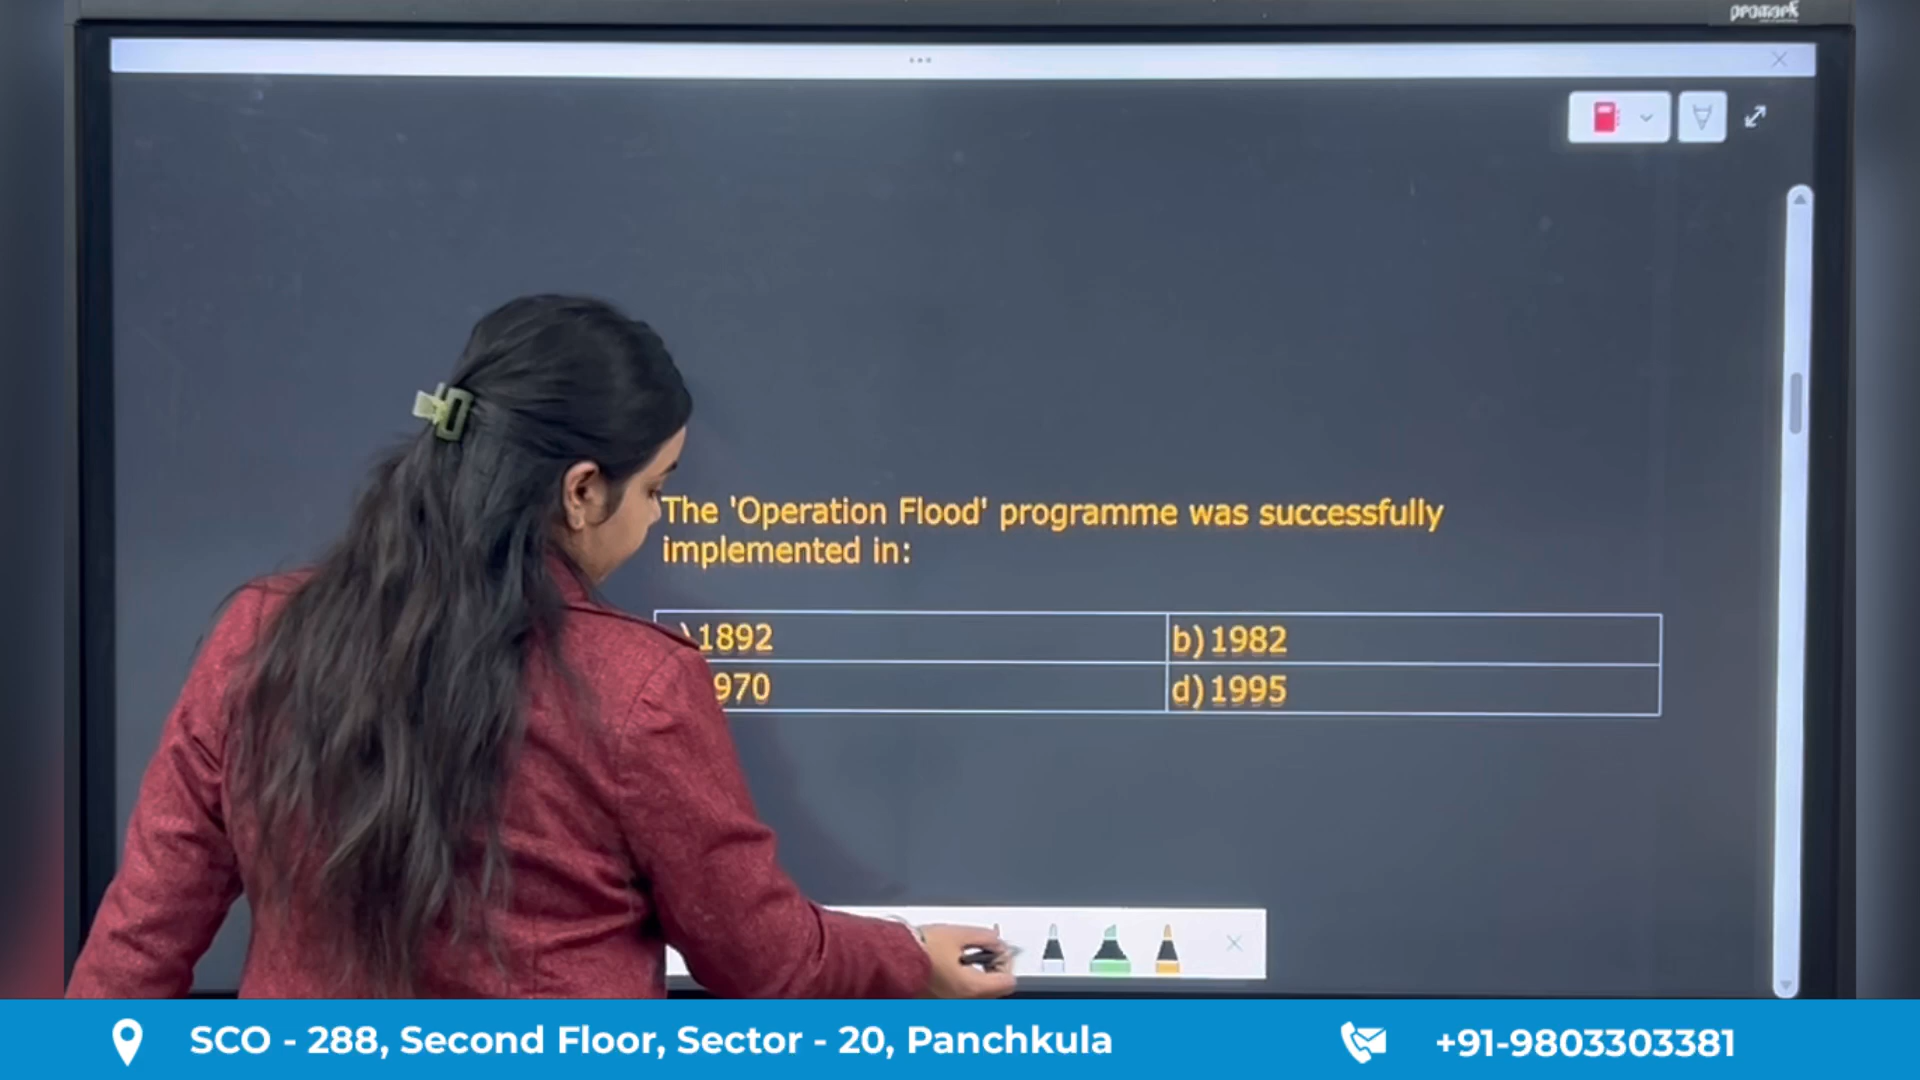 promark
The 'Operation Flood' programme was successfully
implemented in:
1892
b) 1982
970
d) 1995
SCO - 288, Second Floor, Sector - 20, Panchkula
+91-9803303381